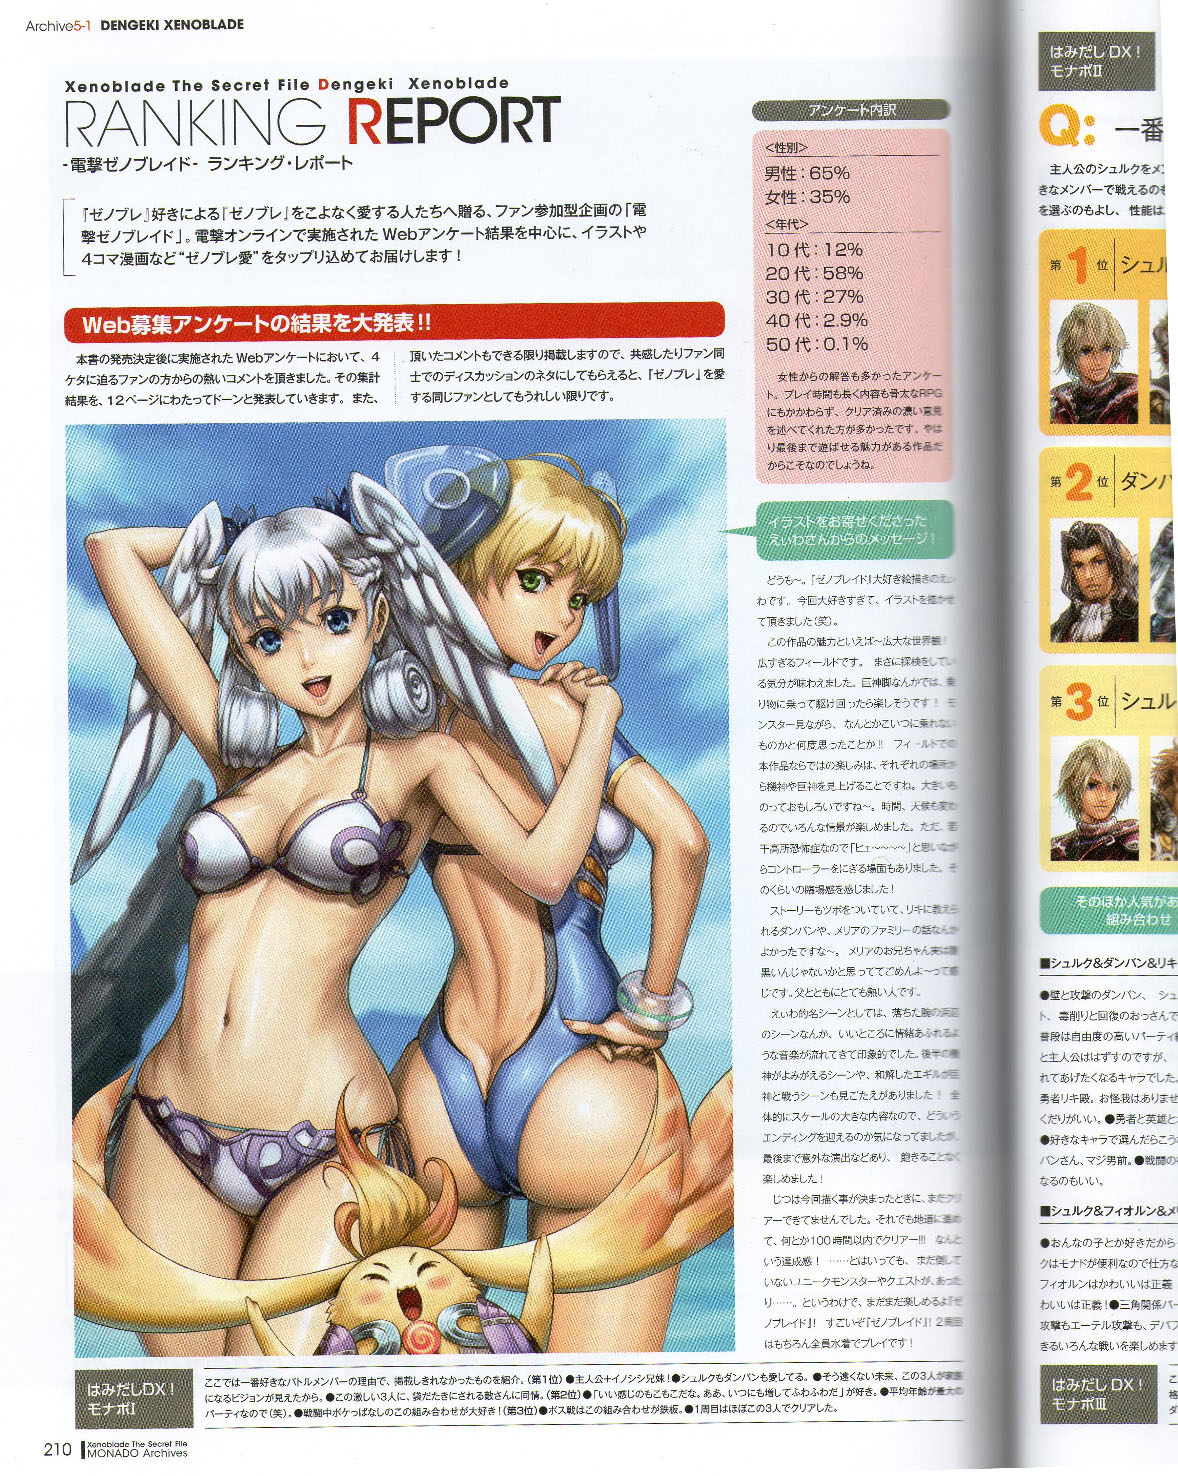 Archive5-1 DENGEKI XENOBLADE
Xenoblade The Secret File Dengeki Xenoblade
RANKING REPORT
-電撃ゼノブレイド- ランキング・レポート
『ゼノブレ』好きによる『ゼノブレ』をこよなく愛する人たちへ贈る、ファン参加型企画の「電
撃ゼノブレイド」。電撃オンラインで実施された Webアンケート結果を中心に、イラストや
4コマ漫画など“ゼノブレ愛”をタップリ込めてお届けします！
Web募集アンケートの結果を大発表!!
本書の発売決定後に実施された Webアンケートにおいて、4
ケタに迫るファンの方からの熱いコメントを頂きました。その集計
結果を、12ページにわたってドーンと発表していきます。また、
頂いたコメントもできる限り掲載しますので、共感したりファン同
士でのディスカッションのネタにしてもらえると、『ゼノブレ』を愛
する同じファンとしてもうれしい限りです。
アンケート内訳
<性別>
男性：65%
女性：35%
<年代>
10代：12%
20代：58%
30代：27%
40代：2.9%
50代：0.1%
女性からの解答も多かったアンケー
ト。プレイ時間も長く内容も骨太なRPG
にもかかわらず、クリア済みの濃い意見
を述べてくれた方が多かったです。やは
り最後まで遊ばせる魅力がある作品だ
からこそなのでしょうね。
イラストをお寄せくださった
えぃわさんからのメッセージ！
どうも〜。『ゼノブレイド』大好き絵描きのえぃ
わです。今回大好きすぎて、イラストを描かせ
て頂きました（笑）。
この作品の魅力といえば〜広大な世界観！
広すぎるフィールドです。まさに探検をしてい
る気分が味わえました。巨神脚なんかでは、乗
り物に乗って駆け回ったら楽しそうです！ モ
ンスター見ながら、なんとかこいつに乗れない
ものかと何度思ったことか!! フィールドでの
本作品ならではの楽しみは、それぞれの場所か
ら機神や巨神を見上げることですね。大きいも
のっておもしろいですね〜。時間、天候も変わ
るのでいろんな情景が楽しめました。ただ、若
干高所恐怖症なので「ヒェ〜〜〜〜」と思いなが
らコントローラーをにぎる場面もありました。そ
のくらいの臨場感を感じました！
ストーリーもツボをついていて、リキに教えら
れるダンバンや、メリアのファミリーの話なんか
よかったですな〜。 メリアのお兄ちゃん実は腹
黒いんじゃないかと思っててごめんよ〜って感
じです。父とともにとても熱い人です。
えぃわ的名シーンとしては、落ちた腕の浜辺
のシーンなんか、いいところに情緒あふれるよ
うな音楽が流れてきて印象的でした。後半の機
神がよみがえるシーンや、和解したエギルが巨
神と戦うシーンも見ごたえがありました！ 全
体的にスケールの大きな内容なので、どういう
エンディングを迎えるのか気になってましたが、
最後まで意外な演出などあり、飽きることなく
楽しめました！
じつは今回描く事が決まったときに、まだクリ
アーできてませんでした。それでも地道に進め
て、何とか100時間以内でクリアー!!! なんと
いう達成感！ ……とはいっても、まだ倒して
いないユニークモンスターやクエストが、あった
り……。というわけで、まだまだ楽しめるよ『ゼ
ノブレイド』！ すごいぞ『ゼノブレイド』！2周目
はもちろん全員水着でプレイです！
はみだしDX！
モナポI
ここでは一番好きなバトルメンバーの理由で、掲載しきれなかったものを紹介。（第1位）●主人公+イノシシ兄妹！●シュルクもダンバンも愛してる。●そう遠くない未来、この3人が家族
になるビジョンが見えたから。●この激しい3人に、袋だたきにされる敵さんに同情。（第2位）●「いい感じのもこもこだな。ああ、いつにも増してふわふわだ」が好き。●平均年齢が最大の
パーティなので（笑）。●戦闘中ボケっぱなしのこの組み合わせが大好き！（第3位）●ボス戦はこの組み合わせが鉄板。●1周目はほぼこの3人でクリアした。
210 Xenoblade The Secret File
MONADO Archives
はみだし DX！
モナポII
Q: 一番
主人公のシュルクをメ
きなメンバーで戦えるのも
を選ぶのもよし、性能は
第1位 シュル
第2位 ダンバ
第3位 シュル
そのほか人気があ
組み合わせ
■シュルク&ダンバン&リキ
●壁と攻撃のダンバン、 シュ
ト、毒削りと回復のおっさんで
普段は自由度の高いパーティ
と主人公ははずすのですが、
れてあげたくなるキャラでした。
勇者リキ殿。お怪我はありませ
くだりがいい。●勇者と英雄と
●好きなキャラで選んだらこう
バンさん、マジ男前。●戦闘の
なるのもいい。
■シュルク&フィオルン&メリ
●おんなの子とか好きだから
クはモナドが便利なので仕方な
フィオルンはかわいいは正義
わいいは正義！●三角関係パー
攻撃もエーテル攻撃も、デバフ
きるいろんな戦いを楽しめます
はみだし DX！
モナポIII